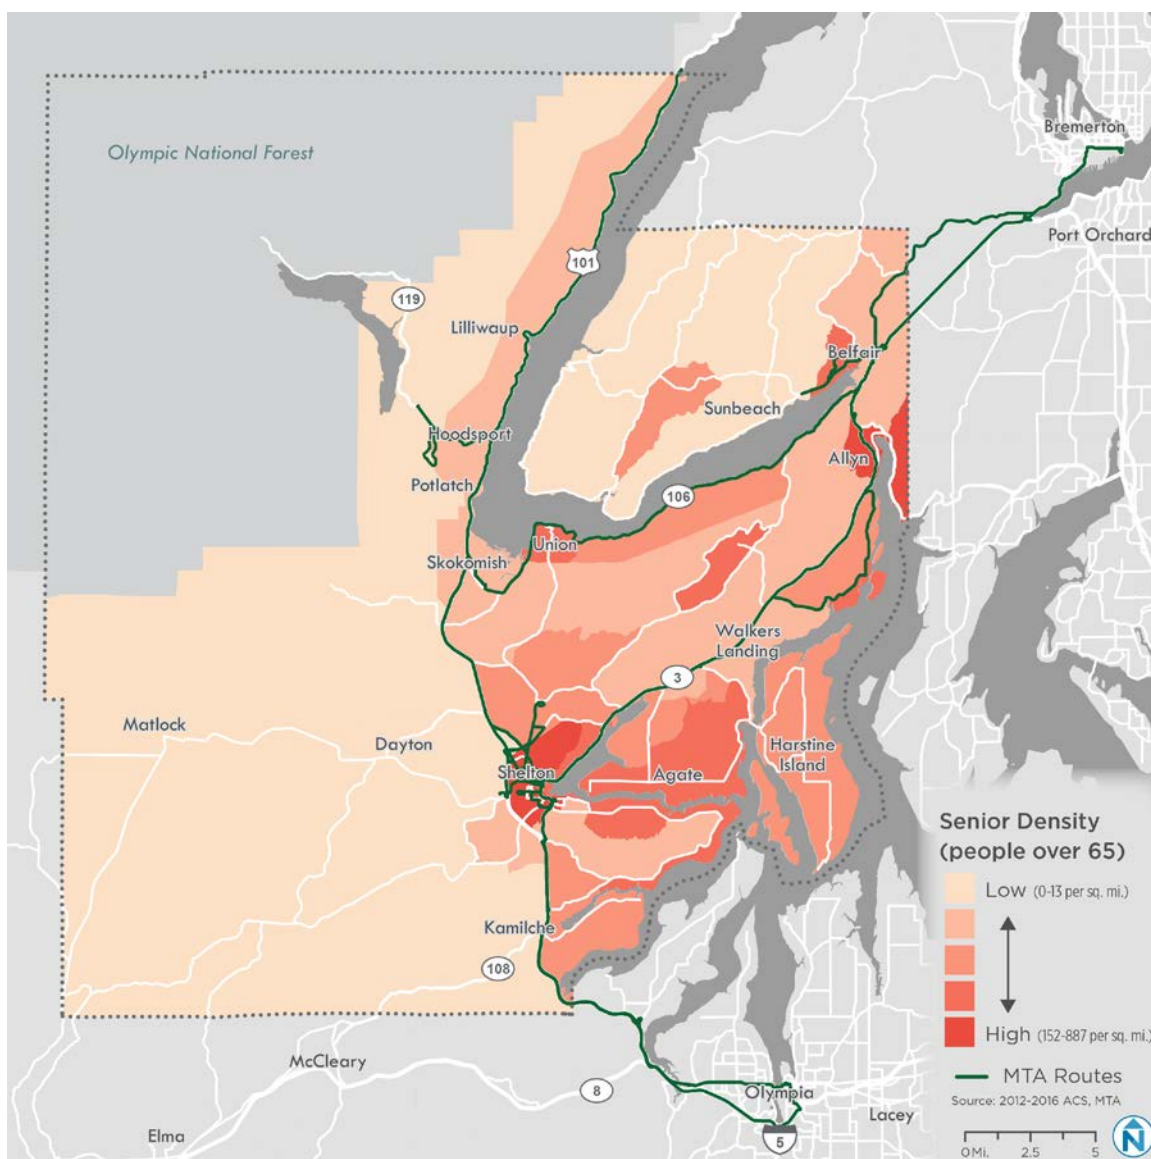 Bremerton
Olympic National Forest
Port Orchard
101
119
Lilliwaup
Belfair
Sunbeach
Hoodsport
Allyn
Potlatch
106
Union
Skokomish
Walkers
Landing
3
Matlock
Dayton
Shelton
Agate
Harstine
Island
Kamilche
108
McCleary
8
Olympia
Lacey
Elma
5
Senior Density
(people over 65)
Low (0-13 per sq. mi.)
High (152-887 per sq. mi.)
MTA Routes
Source: 2012-2016 ACS, MTA
0 Mi. 2.5 5
N